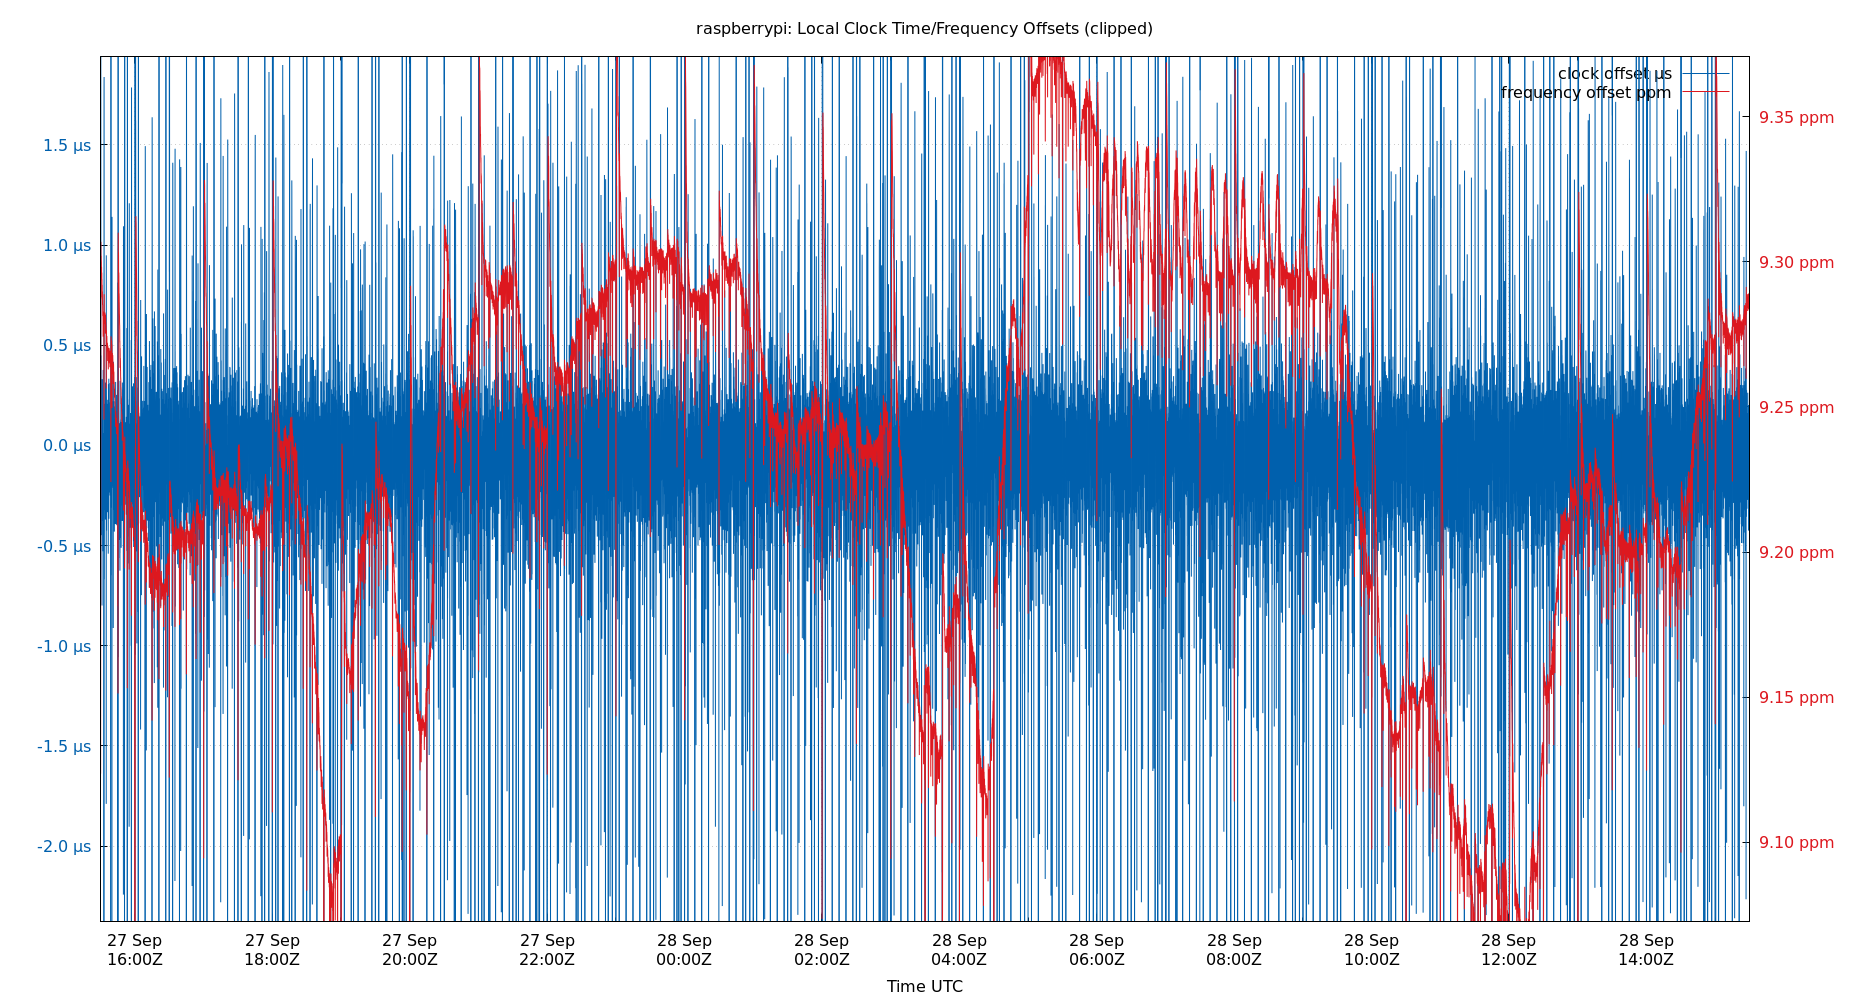 raspberrypi: Local Clock Time/Frequency Offsets (clipped)
clock offset µs
frequency offset ppm
1.5 µs
1.0 µs
0.5 µs
0.0 µs
-0.5 µs
-1.0 µs
-1.5 µs
-2.0 µs
9.35 ppm
9.30 ppm
9.25 ppm
9.20 ppm
9.15 ppm
9.10 ppm
27 Sep 27 Sep 27 Sep 27 Sep 28 Sep 28 Sep 28 Sep 28 Sep 28 Sep 28 Sep 28 Sep 28 Sep
16:00Z 18:00Z 20:00Z 22:00Z 00:00Z 02:00Z 04:00Z 06:00Z 08:00Z 10:00Z 12:00Z 14:00Z
Time UTC